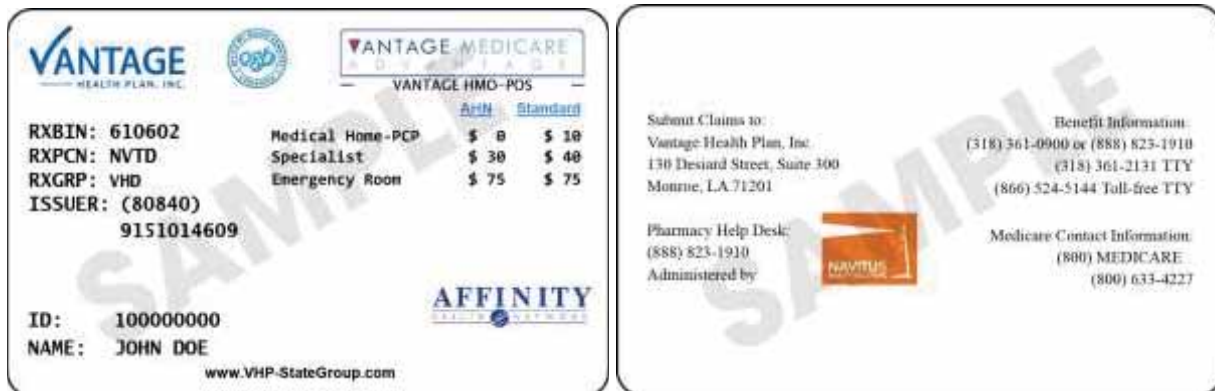 VANTAGE
HEALTH PLAN, INC.
ogb
VANTAGE MEDICARE
ADVANTAGE
VANTAGE HMO-POS
AHN Standard
RXBIN: 610602
RXPCN: NVTD
RXGRP: VHD
ISSUER: (80840)
9151014609
Medical Home-PCP $ 0 $ 10
Specialist $ 30 $ 40
Emergency Room $ 75 $ 75
SAMPLE
AFFINITY
HEALTH NETWORK
ID: 100000000
NAME: JOHN DOE
www.VHP-StateGroup.com
Submit Claims to:
Vantage Health Plan, Inc.
130 Desiard Street, Suite 300
Monroe, LA 71201
Pharmacy Help Desk:
(888) 823-1910
Administered by
NAVITUS
Benefit Information:
(318) 361-0900 or (888) 823-1910
(318) 361-2131 TTY
(866) 524-5144 Toll-free TTY
Medicare Contact Information:
(800) MEDICARE
(800) 633-4227
SAMPLE